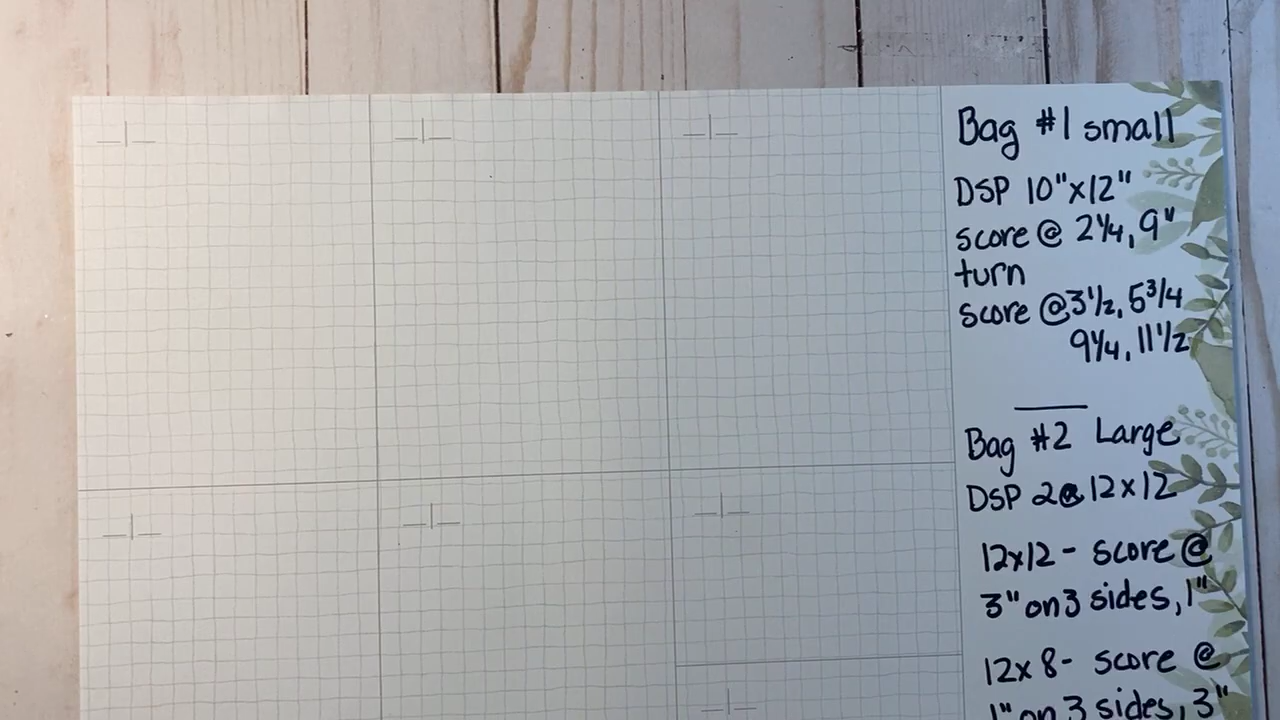 Bag #1 small
DSP 10"x12"
score @ 2¼, 9"
turn
score @3½, 5¾
9¼, 11½
Bag #2 Large
DSP 2@ 12x12
12x12 - score @
3" on 3 sides, 1"
12x8 - score @
1" on 3 sides, 3"